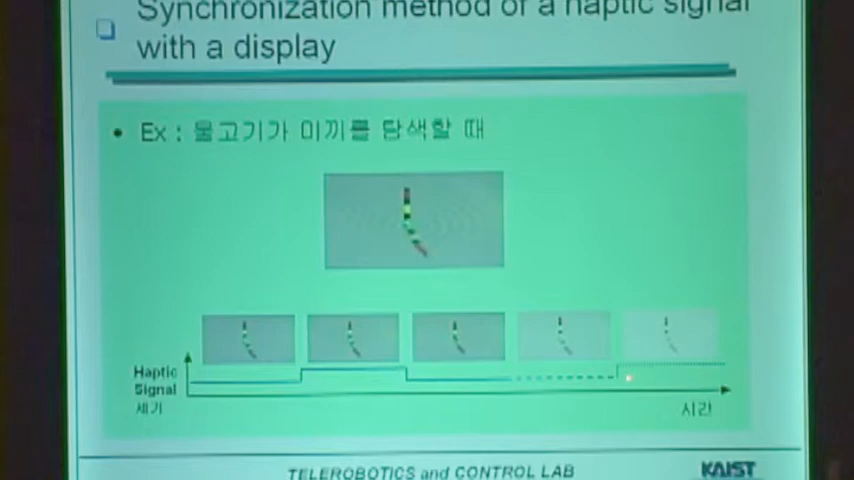 Synchronization method of a haptic signal
with a display
Ex : 물고기가 미끼를 탐색할 때
Haptic
Signal
세기
시간
TELEROBOTICS and CONTROL LAB
KAIST